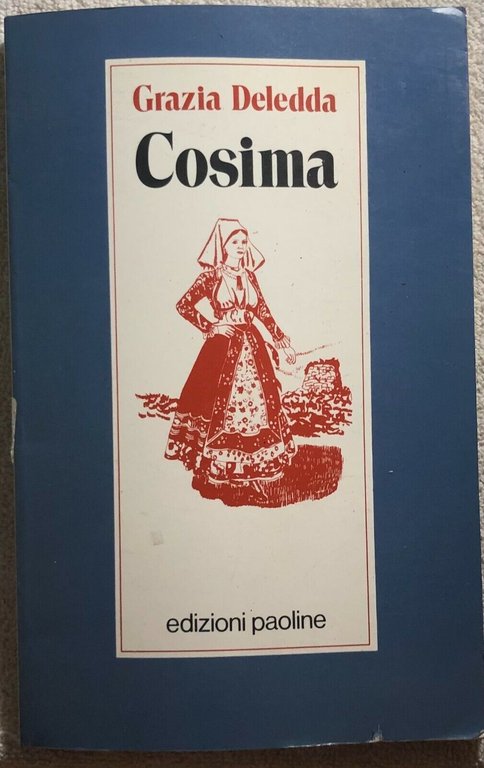 Grazia Deledda
Cosima
edizioni paoline